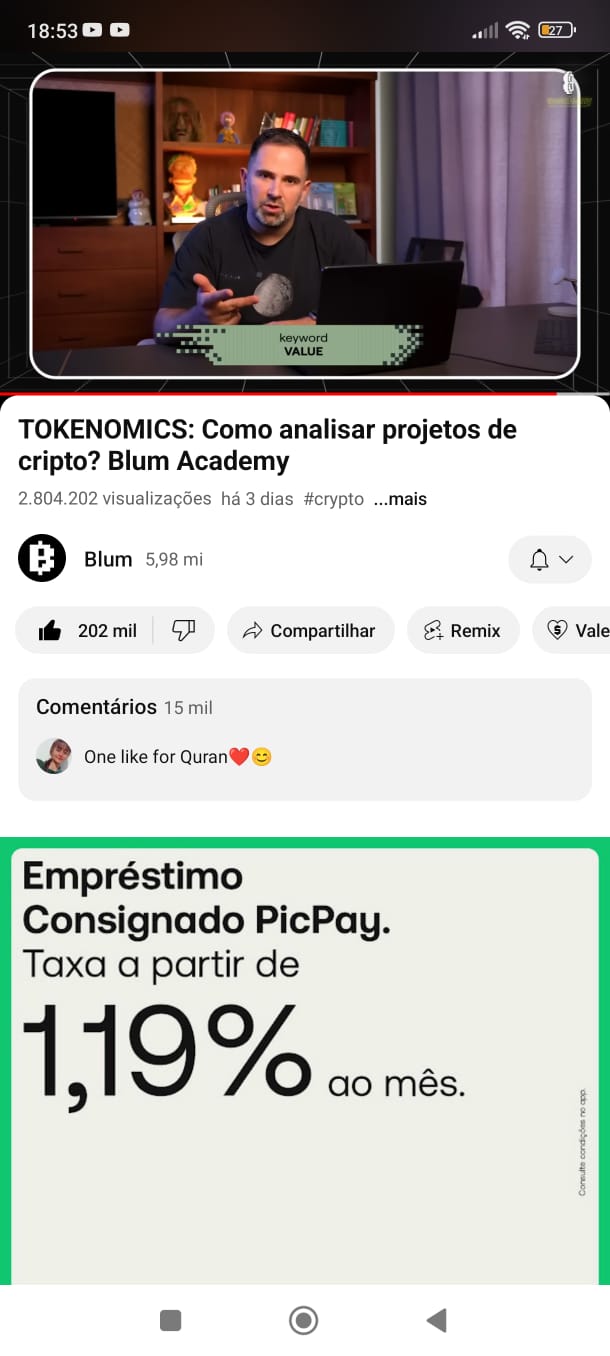 18:53
27
keyword
VALUE
TOKENOMICS: Como analisar projetos de
cripto? Blum Academy
2.804.202 visualizações há 3 dias #crypto ...mais
Blum 5,98 mi
202 mil
Compartilhar
Remix
Vale
Comentários 15 mil
One like for Quran❤️😊
Empréstimo
Consignado PicPay.
Taxa a partir de
1,19% ao mês.
Consulte condições no app.